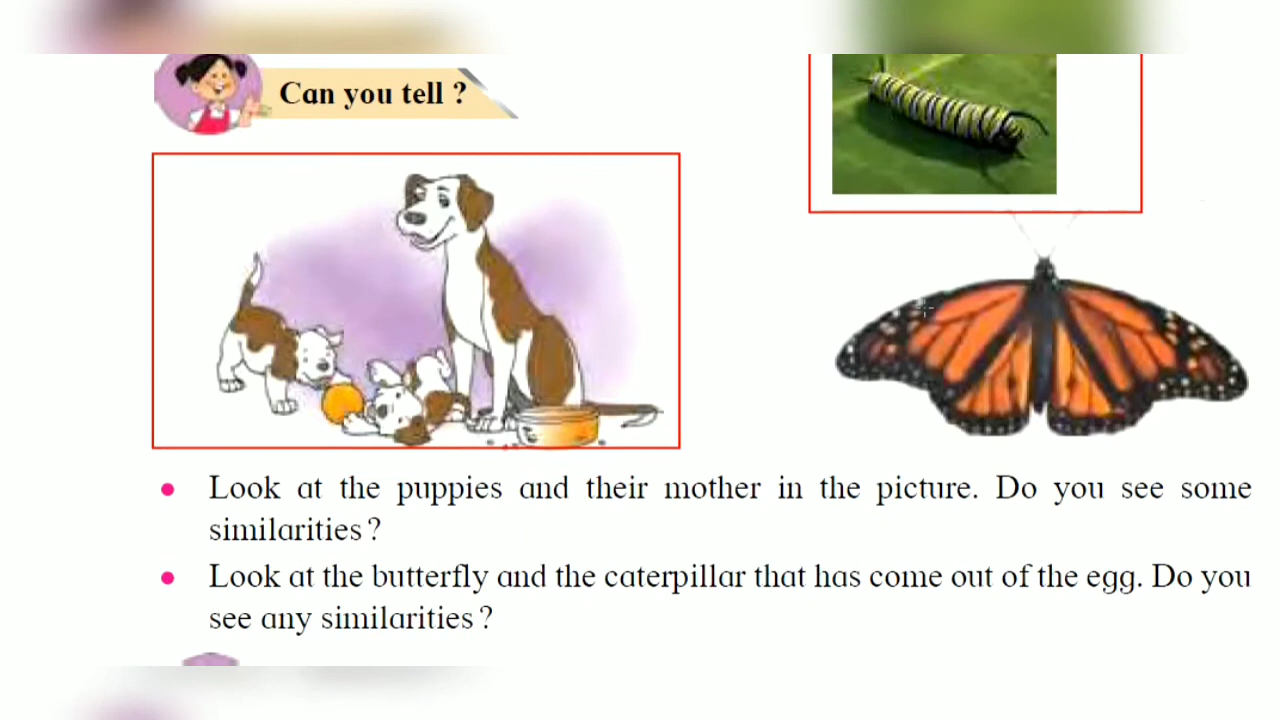 Can you tell ?
Look at the puppies and their mother in the picture. Do you see some
similarities ?
Look at the butterfly and the caterpillar that has come out of the egg. Do you
see any similarities ?